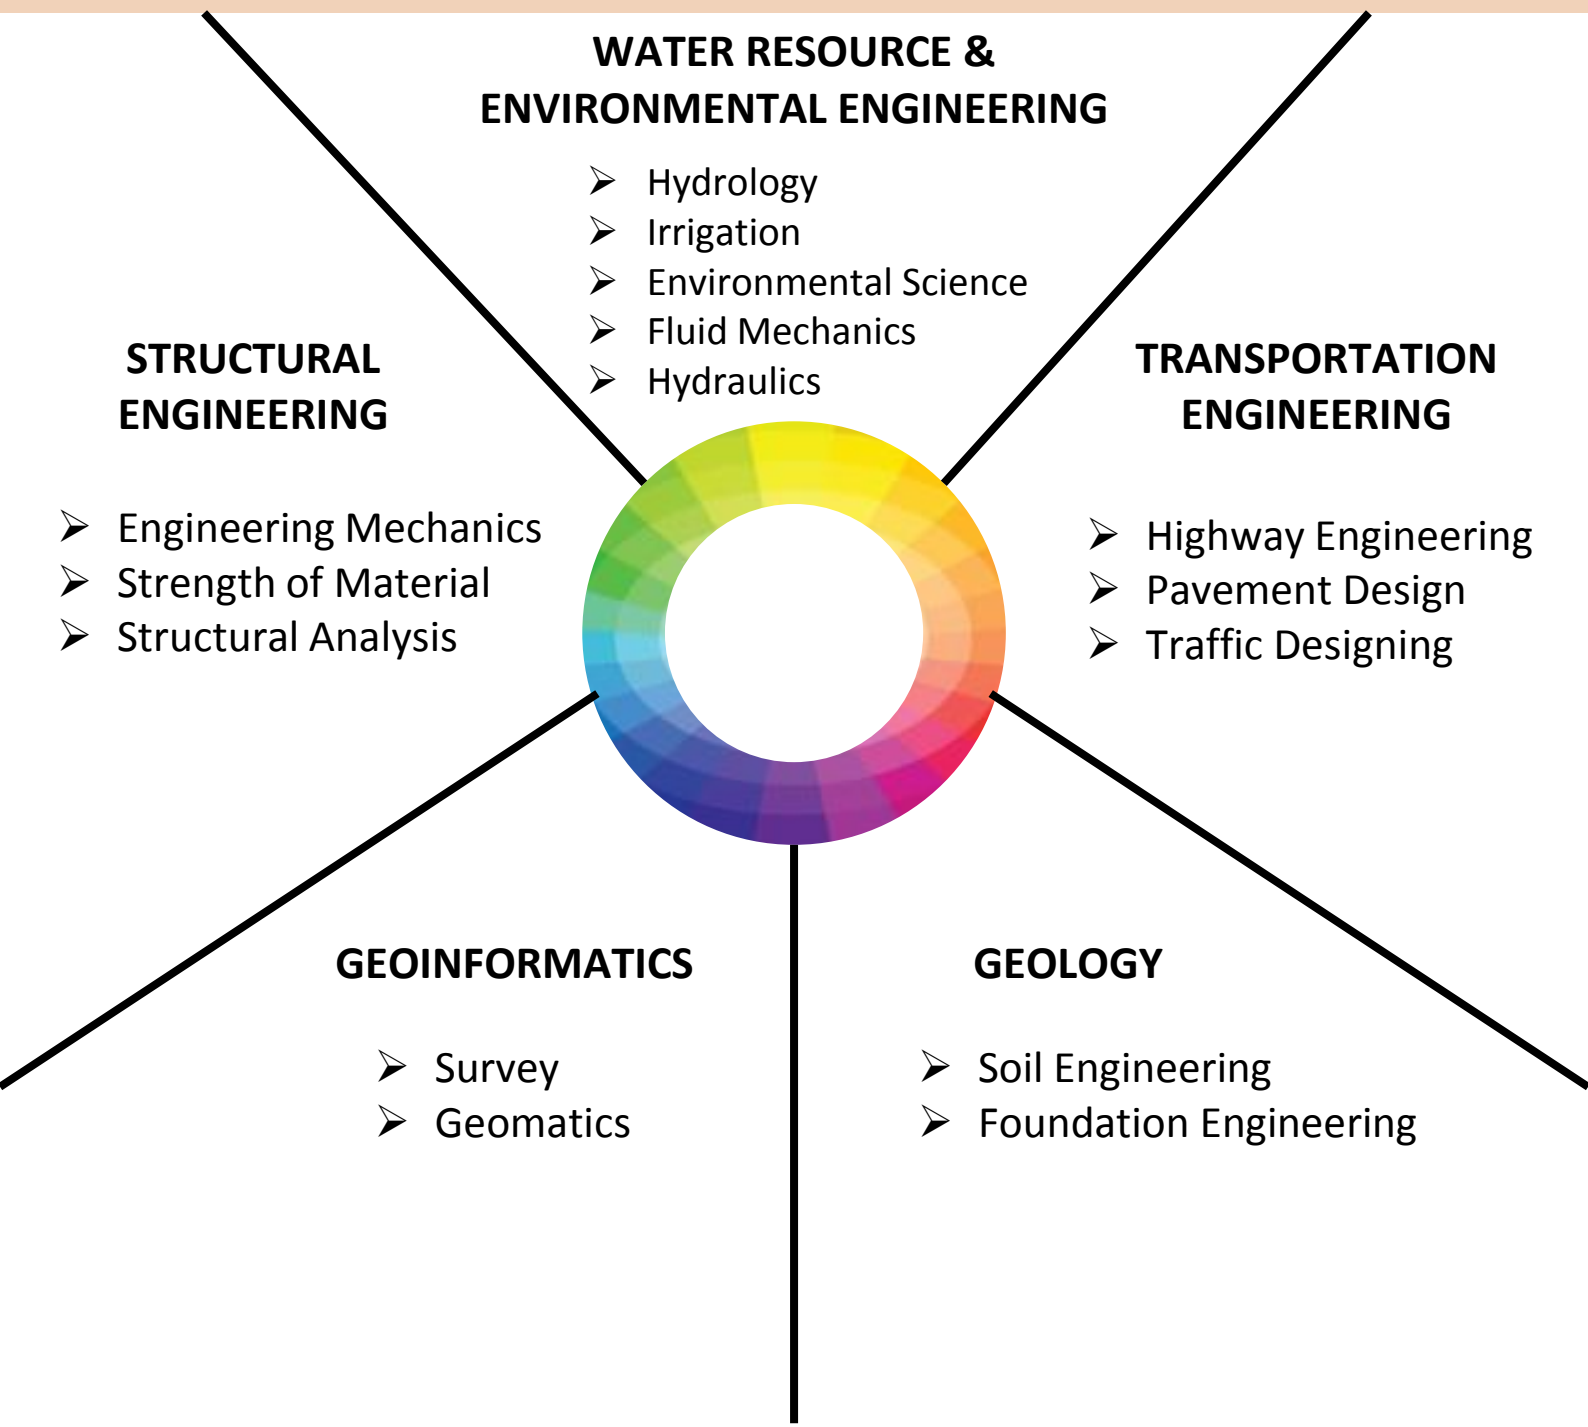 WATER RESOURCE &
ENVIRONMENTAL ENGINEERING
Hydrology
Irrigation
Environmental Science
Fluid Mechanics
Hydraulics
STRUCTURAL
ENGINEERING
Engineering Mechanics
Strength of Material
Structural Analysis
TRANSPORTATION
ENGINEERING
Highway Engineering
Pavement Design
Traffic Designing
GEOINFORMATICS
Survey
Geomatics
GEOLOGY
Soil Engineering
Foundation Engineering